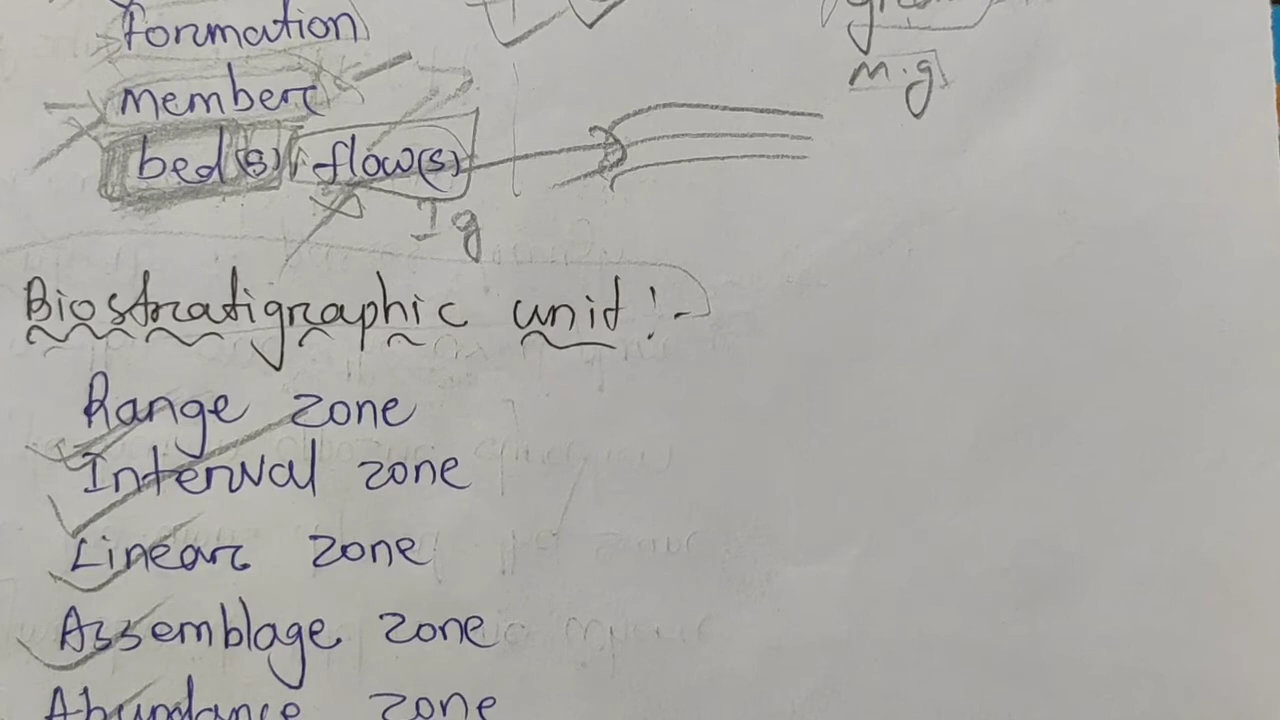 formation
member
m.g
bed(s) flow(s)
Ig
Biostratigraphic unit :-
Range zone
Interval zone
Linear zone
Assemblage zone
Abundance zone